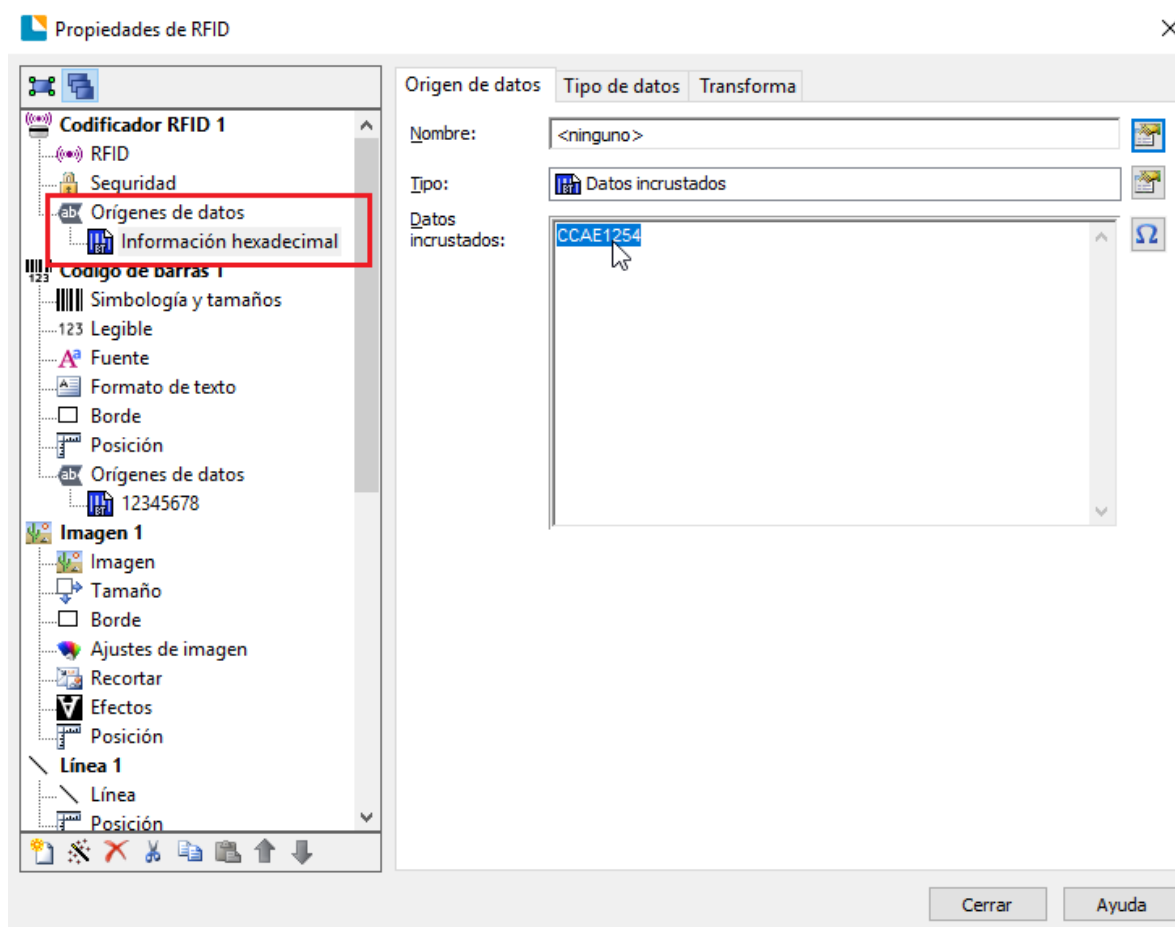 Propiedades de RFID
Codificador RFID 1
RFID
Seguridad
Orígenes de datos
Información hexadecimal
Código de barras 1
Simbología y tamaños
123 Legible
Fuente
Formato de texto
Borde
Posición
Orígenes de datos
12345678
Imagen 1
Imagen
Tamaño
Borde
Ajustes de imagen
Recortar
Efectos
Posición
Línea 1
Línea
Posición
Origen de datos
Tipo de datos
Transforma
Nombre:
<ninguno>
Tipo:
Datos incrustados
Datos
incrustados:
CCAE1254
Ω
Cerrar
Ayuda